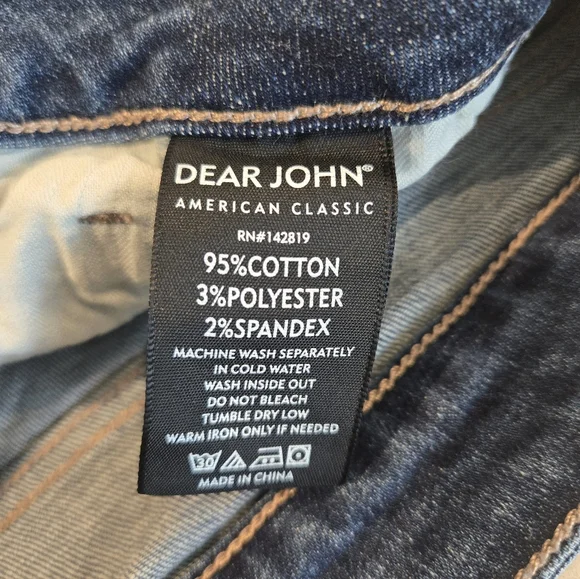 DEAR JOHN®
AMERICAN CLASSIC
RN#142819
95%COTTON
3%POLYESTER
2%SPANDEX
MACHINE WASH SEPARATELY
IN COLD WATER
WASH INSIDE OUT
DO NOT BLEACH
TUMBLE DRY LOW
WARM IRON ONLY IF NEEDED
30
MADE IN CHINA